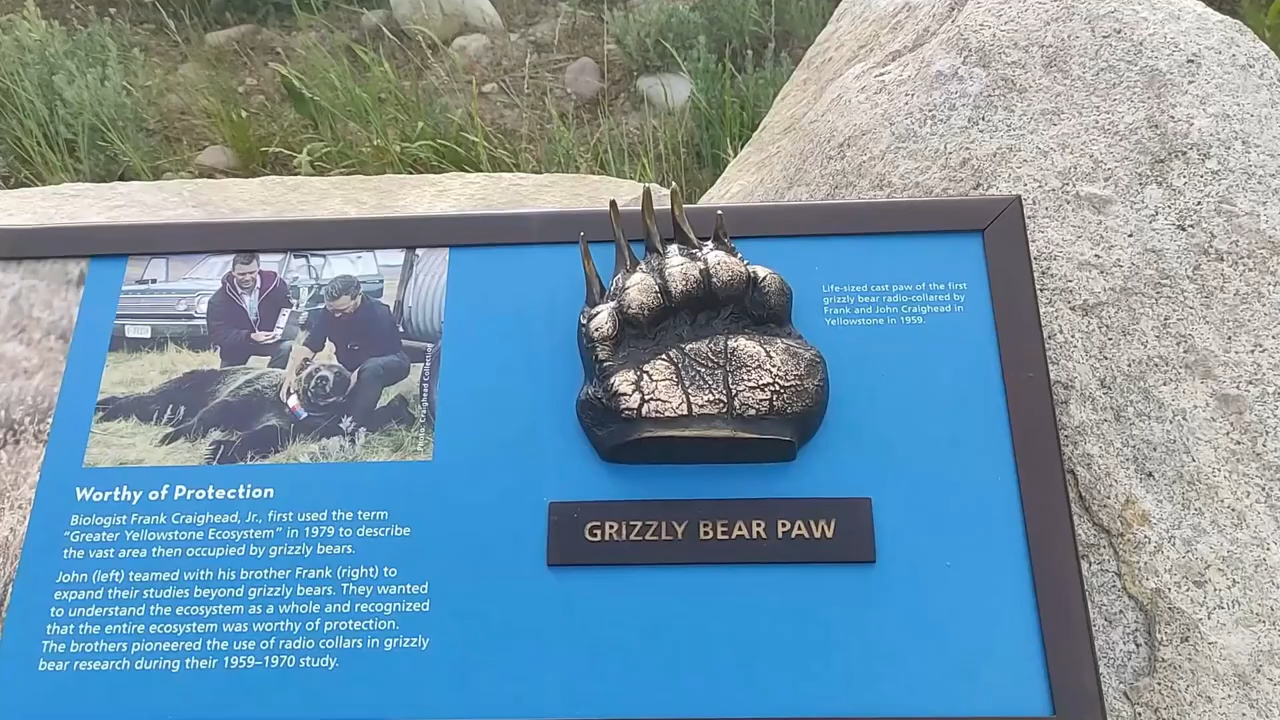 Photo: Craighead Collection
Worthy of Protection
Biologist Frank Craighead, Jr., first used the term
"Greater Yellowstone Ecosystem" in 1979 to describe
the vast area then occupied by grizzly bears.
John (left) teamed with his brother Frank (right) to
expand their studies beyond grizzly bears. They wanted
to understand the ecosystem as a whole and recognized
that the entire ecosystem was worthy of protection.
The brothers pioneered the use of radio collars in grizzly
bear research during their 1959–1970 study.
GRIZZLY BEAR PAW
Life-sized cast paw of the first
grizzly bear radio-collared by
Frank and John Craighead in
Yellowstone in 1959.